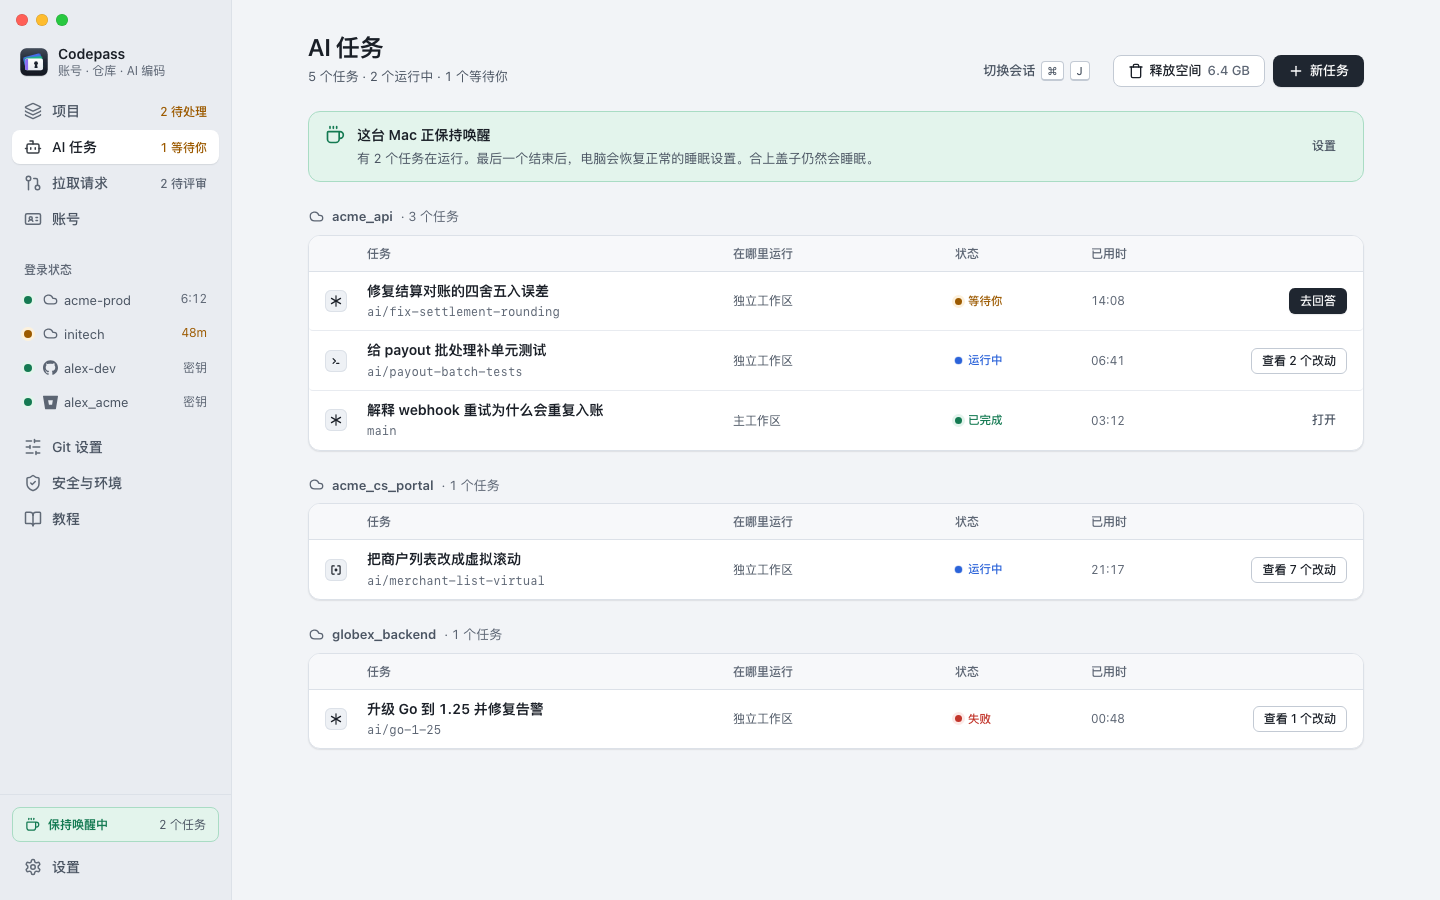 Codepass
账号 · 仓库 · AI 编码
项目 2 待处理
AI 任务 1 等待你
拉取请求 2 待评审
账号
登录状态
acme-prod 6:12
initech 48m
alex-dev 密钥
alex_acme 密钥
Git 设置
安全与环境
教程
保持唤醒中 2 个任务
设置
AI 任务
5 个任务 · 2 个运行中 · 1 个等待你
切换会话 ⌘ J
释放空间 6.4 GB
新任务
这台 Mac 正保持唤醒
有 2 个任务在运行。最后一个结束后，电脑会恢复正常的睡眠设置。合上盖子仍然会睡眠。
设置
acme_api · 3 个任务
任务 在哪里运行 状态 已用时
修复结算对账的四舍五入误差
ai/fix-settlement-rounding
独立工作区 等待你 14:08 去回答
给 payout 批处理补单元测试
ai/payout-batch-tests
独立工作区 运行中 06:41 查看 2 个改动
解释 webhook 重试为什么会重复入账
main
主工作区 已完成 03:12 打开
acme_cs_portal · 1 个任务
任务 在哪里运行 状态 已用时
把商户列表改成虚拟滚动
ai/merchant-list-virtual
独立工作区 运行中 21:17 查看 7 个改动
globex_backend · 1 个任务
任务 在哪里运行 状态 已用时
升级 Go 到 1.25 并修复告警
ai/go-1-25
独立工作区 失败 00:48 查看 1 个改动